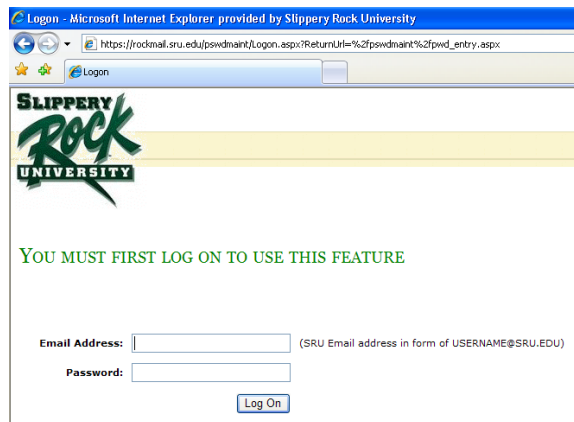 Logon - Microsoft Internet Explorer provided by Slippery Rock University
https://rockmail.sru.edu/pswdmaint/Logon.aspx?ReturnUrl=%2fpswdmaint%2fpwd_entry.aspx
Logon
SLIPPERY
ROCK
UNIVERSITY
YOU MUST FIRST LOG ON TO USE THIS FEATURE
Email Address: (SRU Email address in form of USERNAME@SRU.EDU)
Password:
Log On